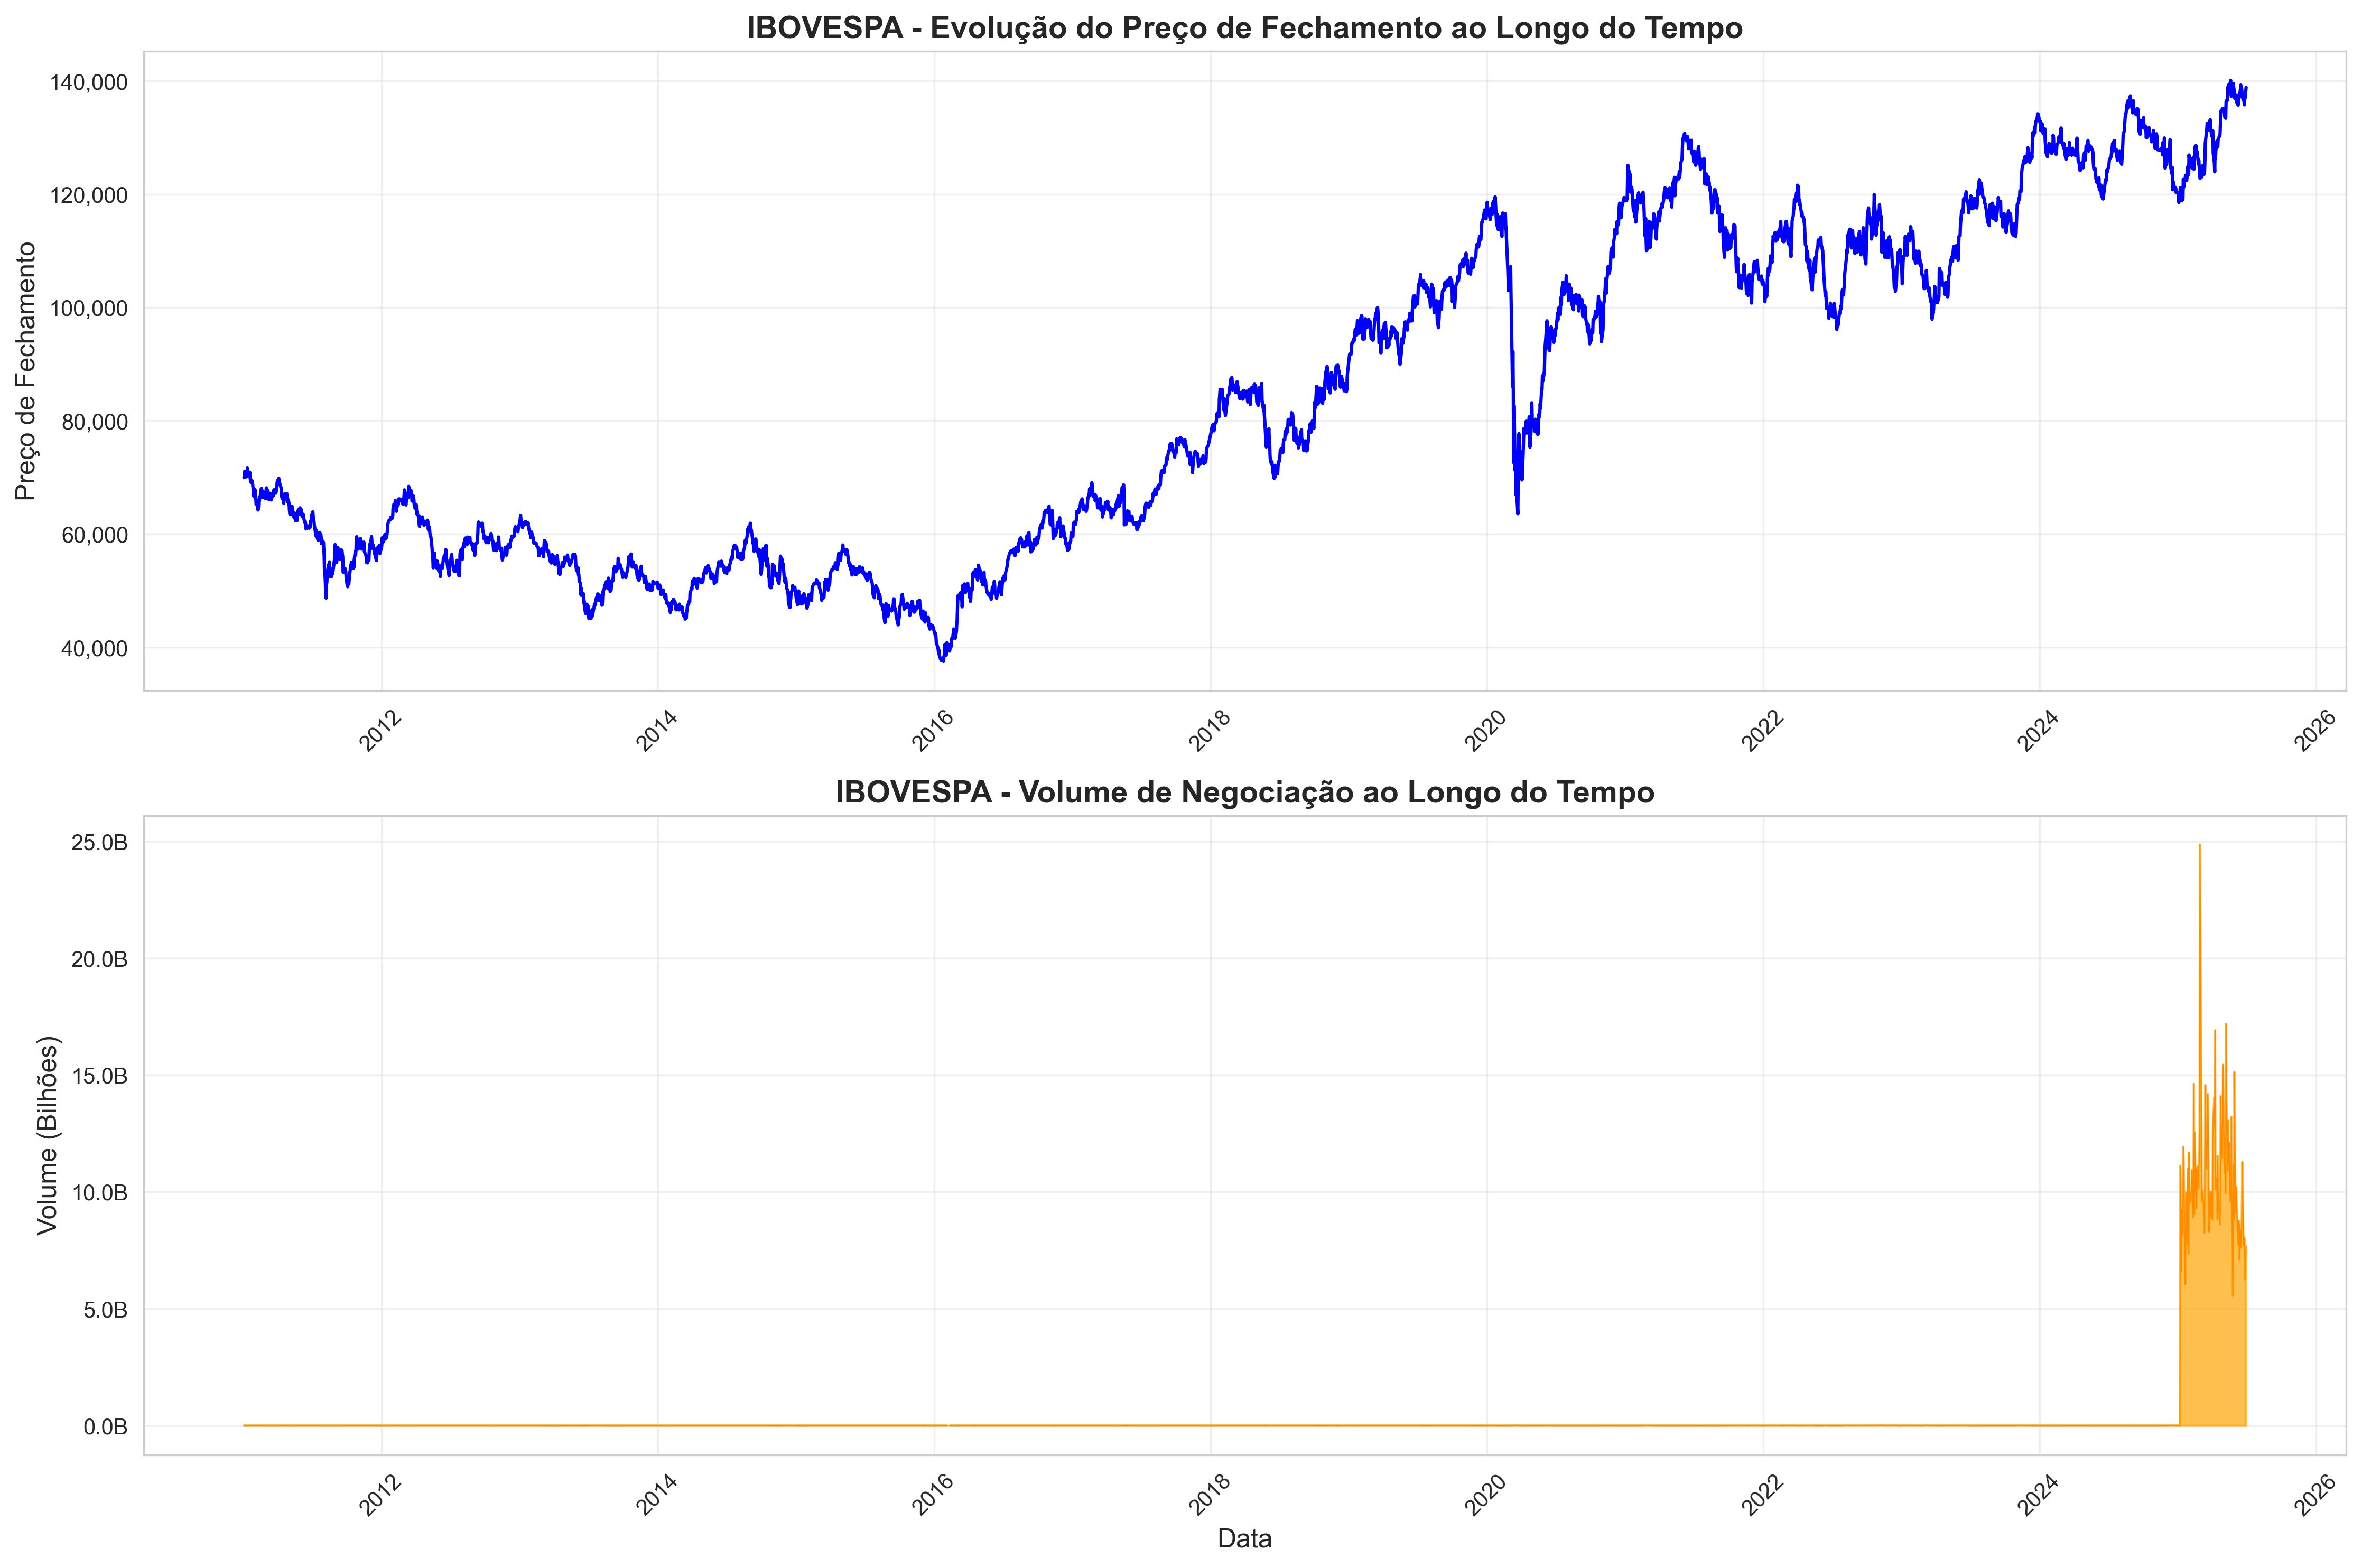 IBOVESPA - Evolução do Preço de Fechamento ao Longo do Tempo
Preço de Fechamento
140,000
120,000
100,000
80,000
60,000
40,000
2012
2014
2016
2018
2020
2022
2024
2026
IBOVESPA - Volume de Negociação ao Longo do Tempo
Volume (Bilhões)
25.0B
20.0B
15.0B
10.0B
5.0B
0.0B
2012
2014
2016
2018
2020
2022
2024
2026
Data